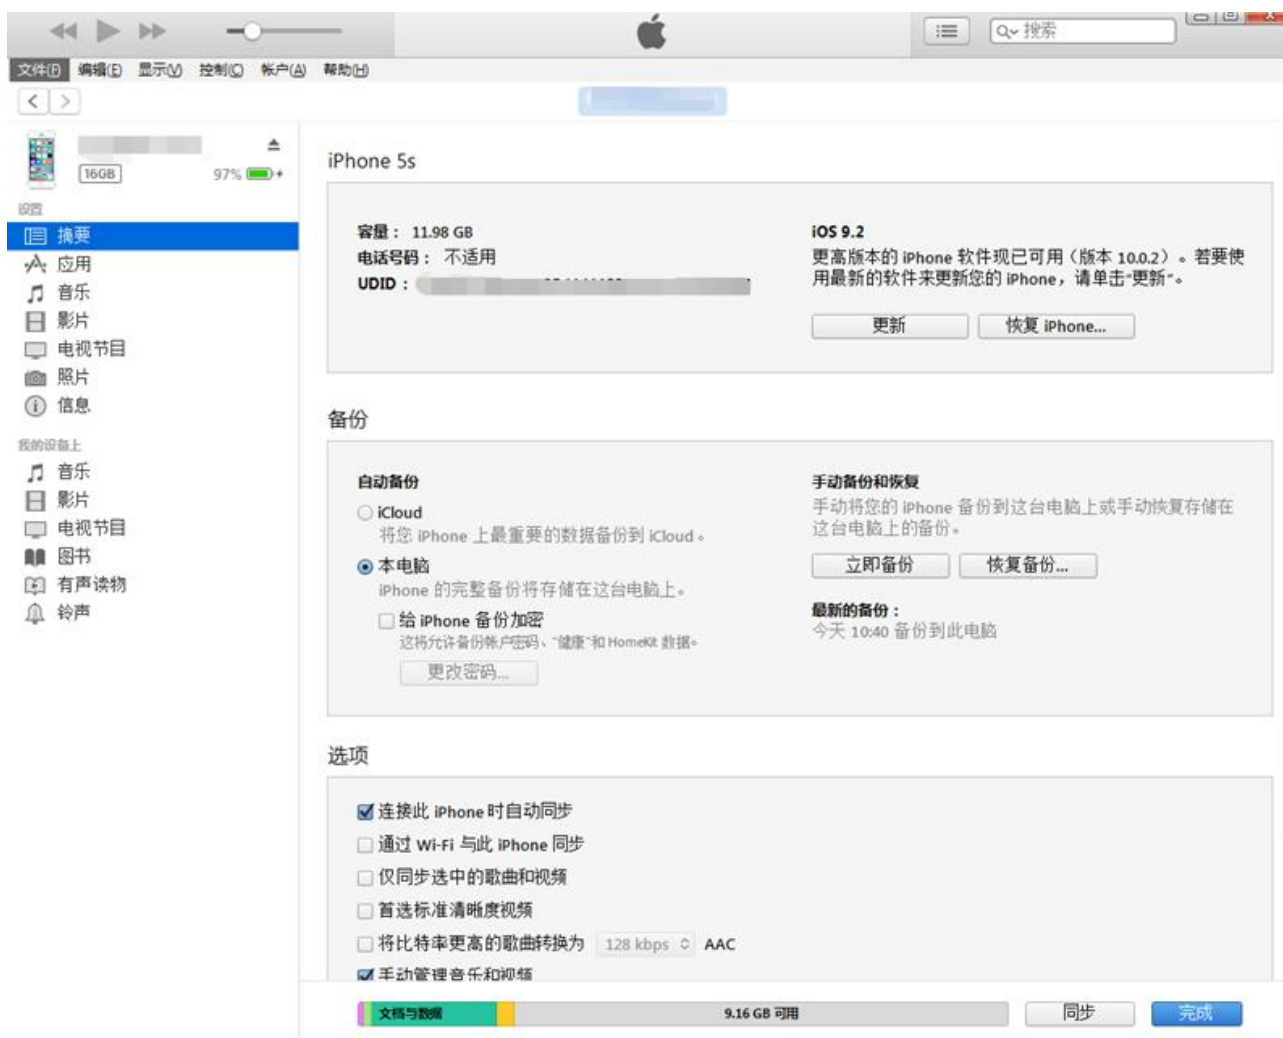 搜索
文件(F) 编辑(E) 显示(V) 控制(C) 帐户(A) 帮助(H)
16GB 97%
设置
摘要
应用
音乐
影片
电视节目
照片
信息
我的设备上
音乐
影片
电视节目
图书
有声读物
铃声
iPhone 5s
容量： 11.98 GB
电话号码： 不适用
UDID：
iOS 9.2
更高版本的 iPhone 软件现已可用（版本 10.0.2）。若要使
用最新的软件来更新您的 iPhone，请单击“更新”。
更新 恢复 iPhone...
备份
自动备份
iCloud
将您 iPhone 上最重要的数据备份到 iCloud。
本电脑
iPhone 的完整备份将存储在这台电脑上。
给 iPhone 备份加密
这将允许备份帐户密码、“健康”和 HomeKit 数据。
更改密码...
手动备份和恢复
手动将您的 iPhone 备份到这台电脑上或手动恢复存储在
这台电脑上的备份。
立即备份 恢复备份...
最新的备份：
今天 10:40 备份到此电脑
选项
连接此 iPhone 时自动同步
通过 Wi-Fi 与此 iPhone 同步
仅同步选中的歌曲和视频
首选标准清晰度视频
将比特率更高的歌曲转换为 128 kbps AAC
手动管理音乐和视频
文档与数据 9.16 GB 可用 同步 完成